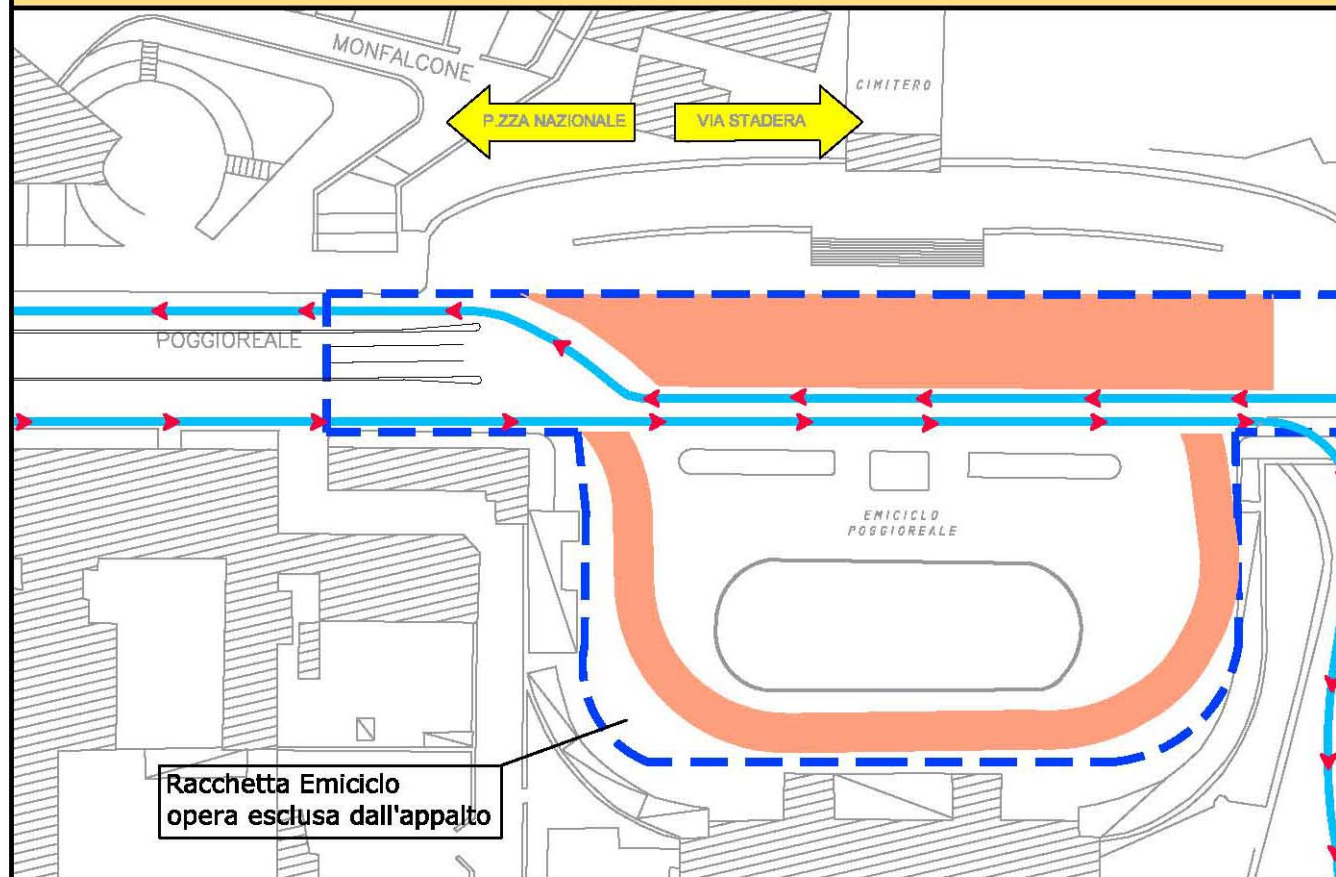 MONFALCONE
CIMITERO
P.ZZA NAZIONALE
VIA STADERA
POGGIOREALE
EMICICLO
POGGIOREALE
Racchetta Emiciclo
opera esclusa dall'appalto